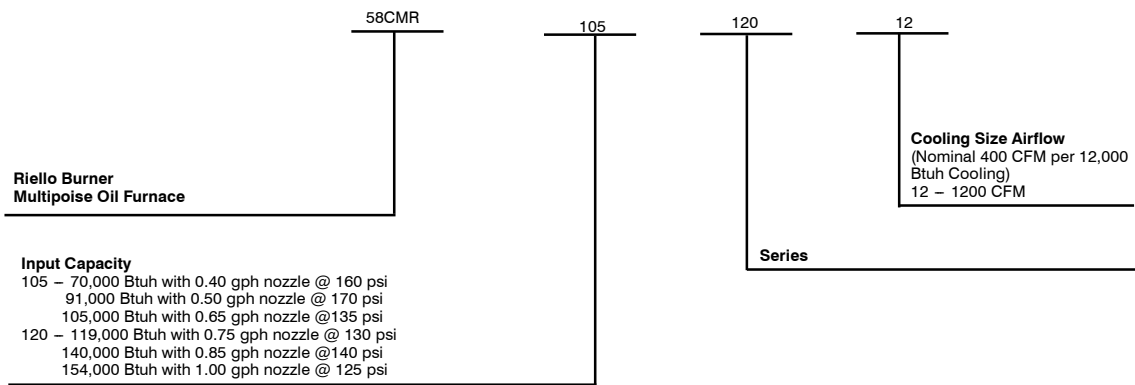 58CMR 105 120 12
Cooling Size Airflow
(Nominal 400 CFM per 12,000
Btuh Cooling)
12 – 1200 CFM
Riello Burner
Multipoise Oil Furnace
Series
Input Capacity
105 – 70,000 Btuh with 0.40 gph nozzle @ 160 psi
91,000 Btuh with 0.50 gph nozzle @ 170 psi
105,000 Btuh with 0.65 gph nozzle @135 psi
120 – 119,000 Btuh with 0.75 gph nozzle @ 130 psi
140,000 Btuh with 0.85 gph nozzle @140 psi
154,000 Btuh with 1.00 gph nozzle @ 125 psi